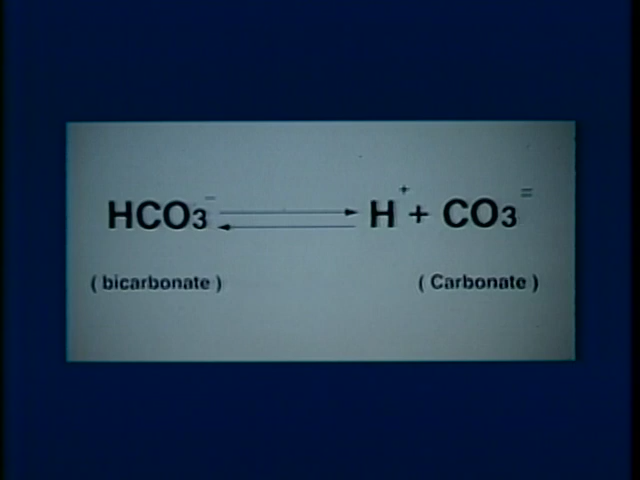 HCO3⁻ ⇌ H⁺ + CO3⁼
( bicarbonate ) ( Carbonate )